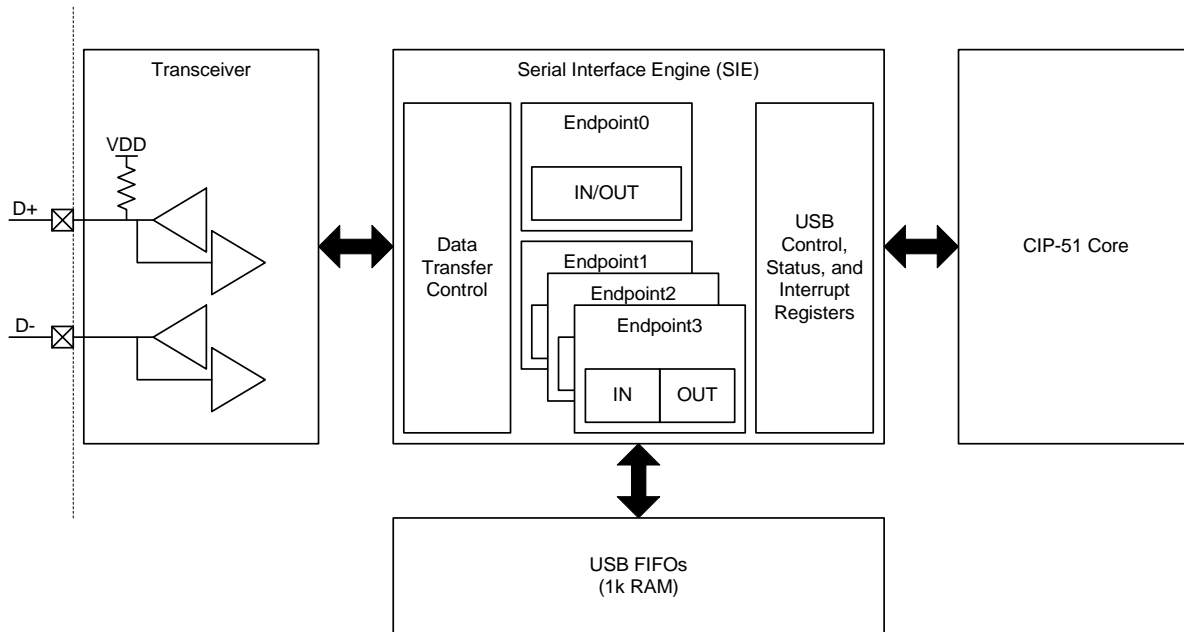 Transceiver
VDD
D+
D-
Serial Interface Engine (SIE)
Data
Transfer
Control
Endpoint0
IN/OUT
Endpoint1
Endpoint2
Endpoint3
IN
OUT
USB
Control,
Status, and
Interrupt
Registers
CIP-51 Core
USB FIFOs
(1k RAM)